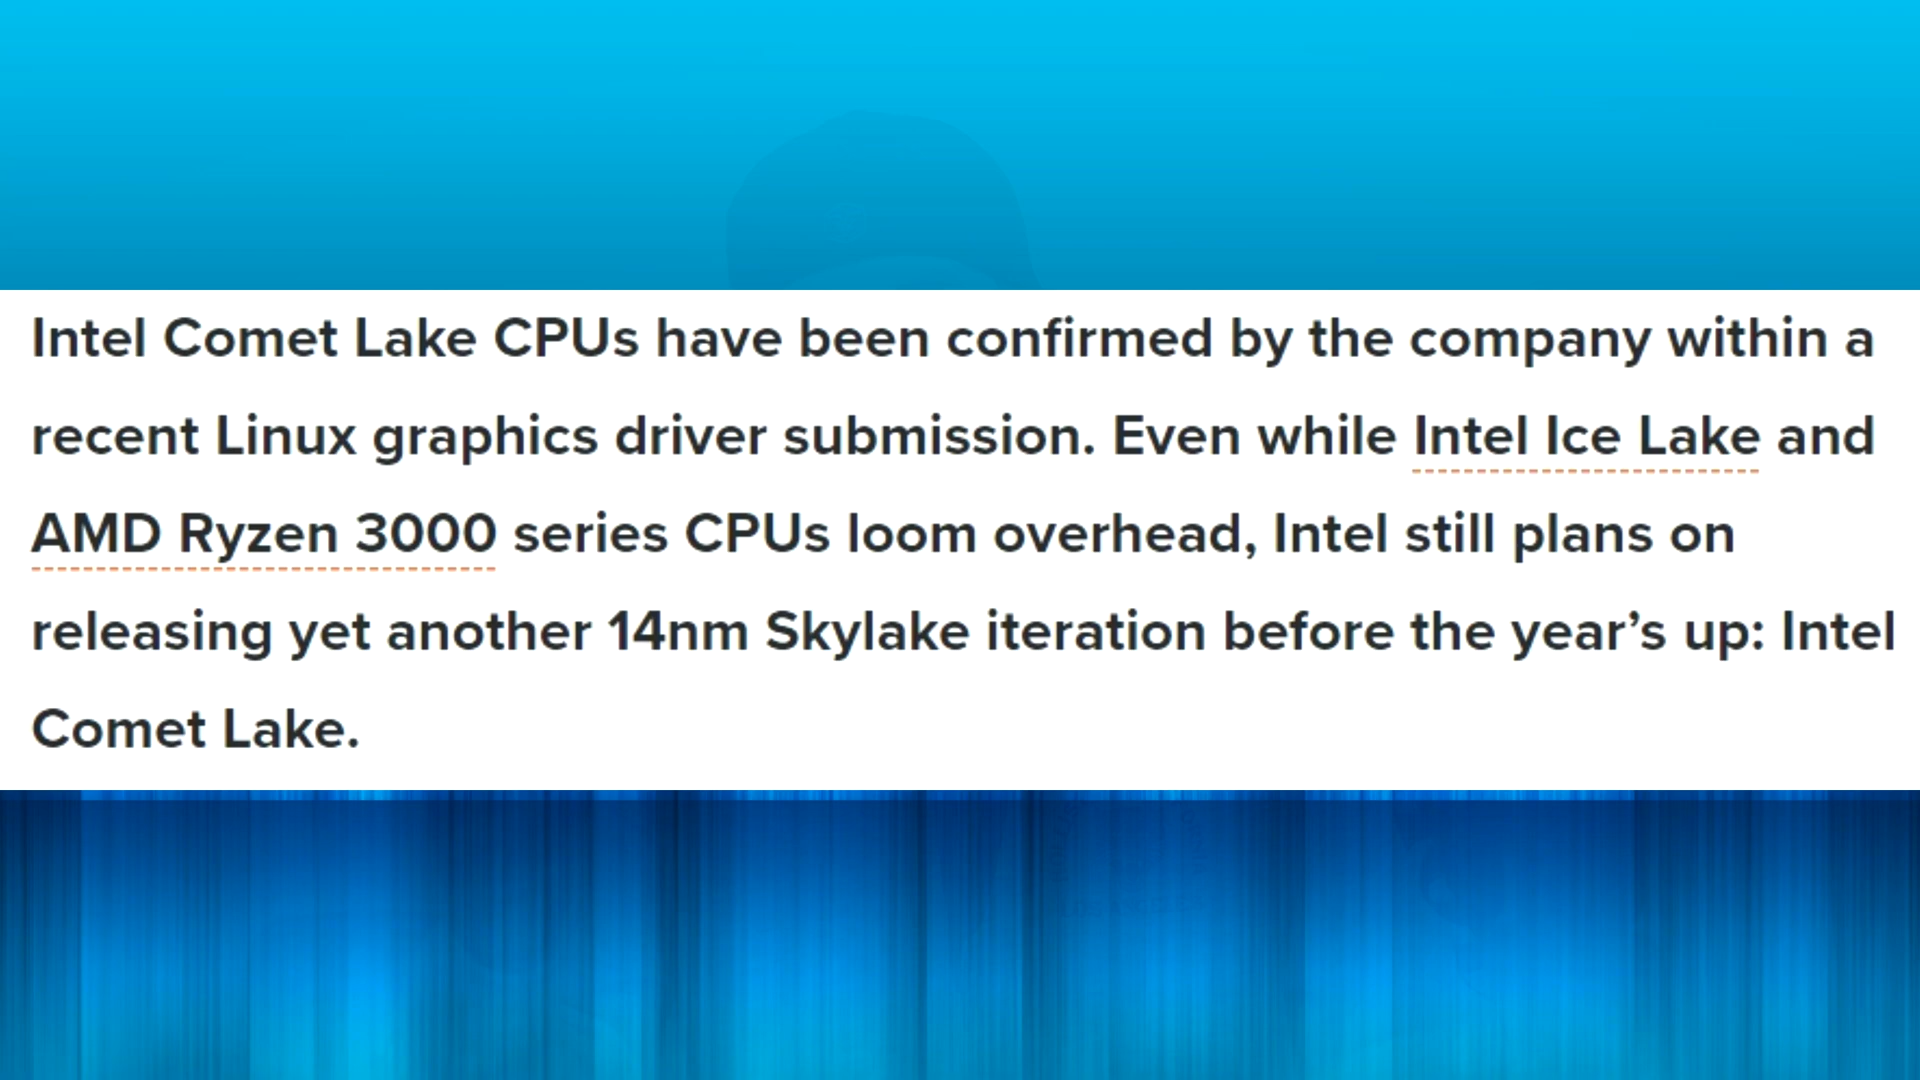 Intel Comet Lake CPUs have been confirmed by the company within a
recent Linux graphics driver submission. Even while Intel Ice Lake and
AMD Ryzen 3000 series CPUs loom overhead, Intel still plans on
releasing yet another 14nm Skylake iteration before the year’s up: Intel
Comet Lake.